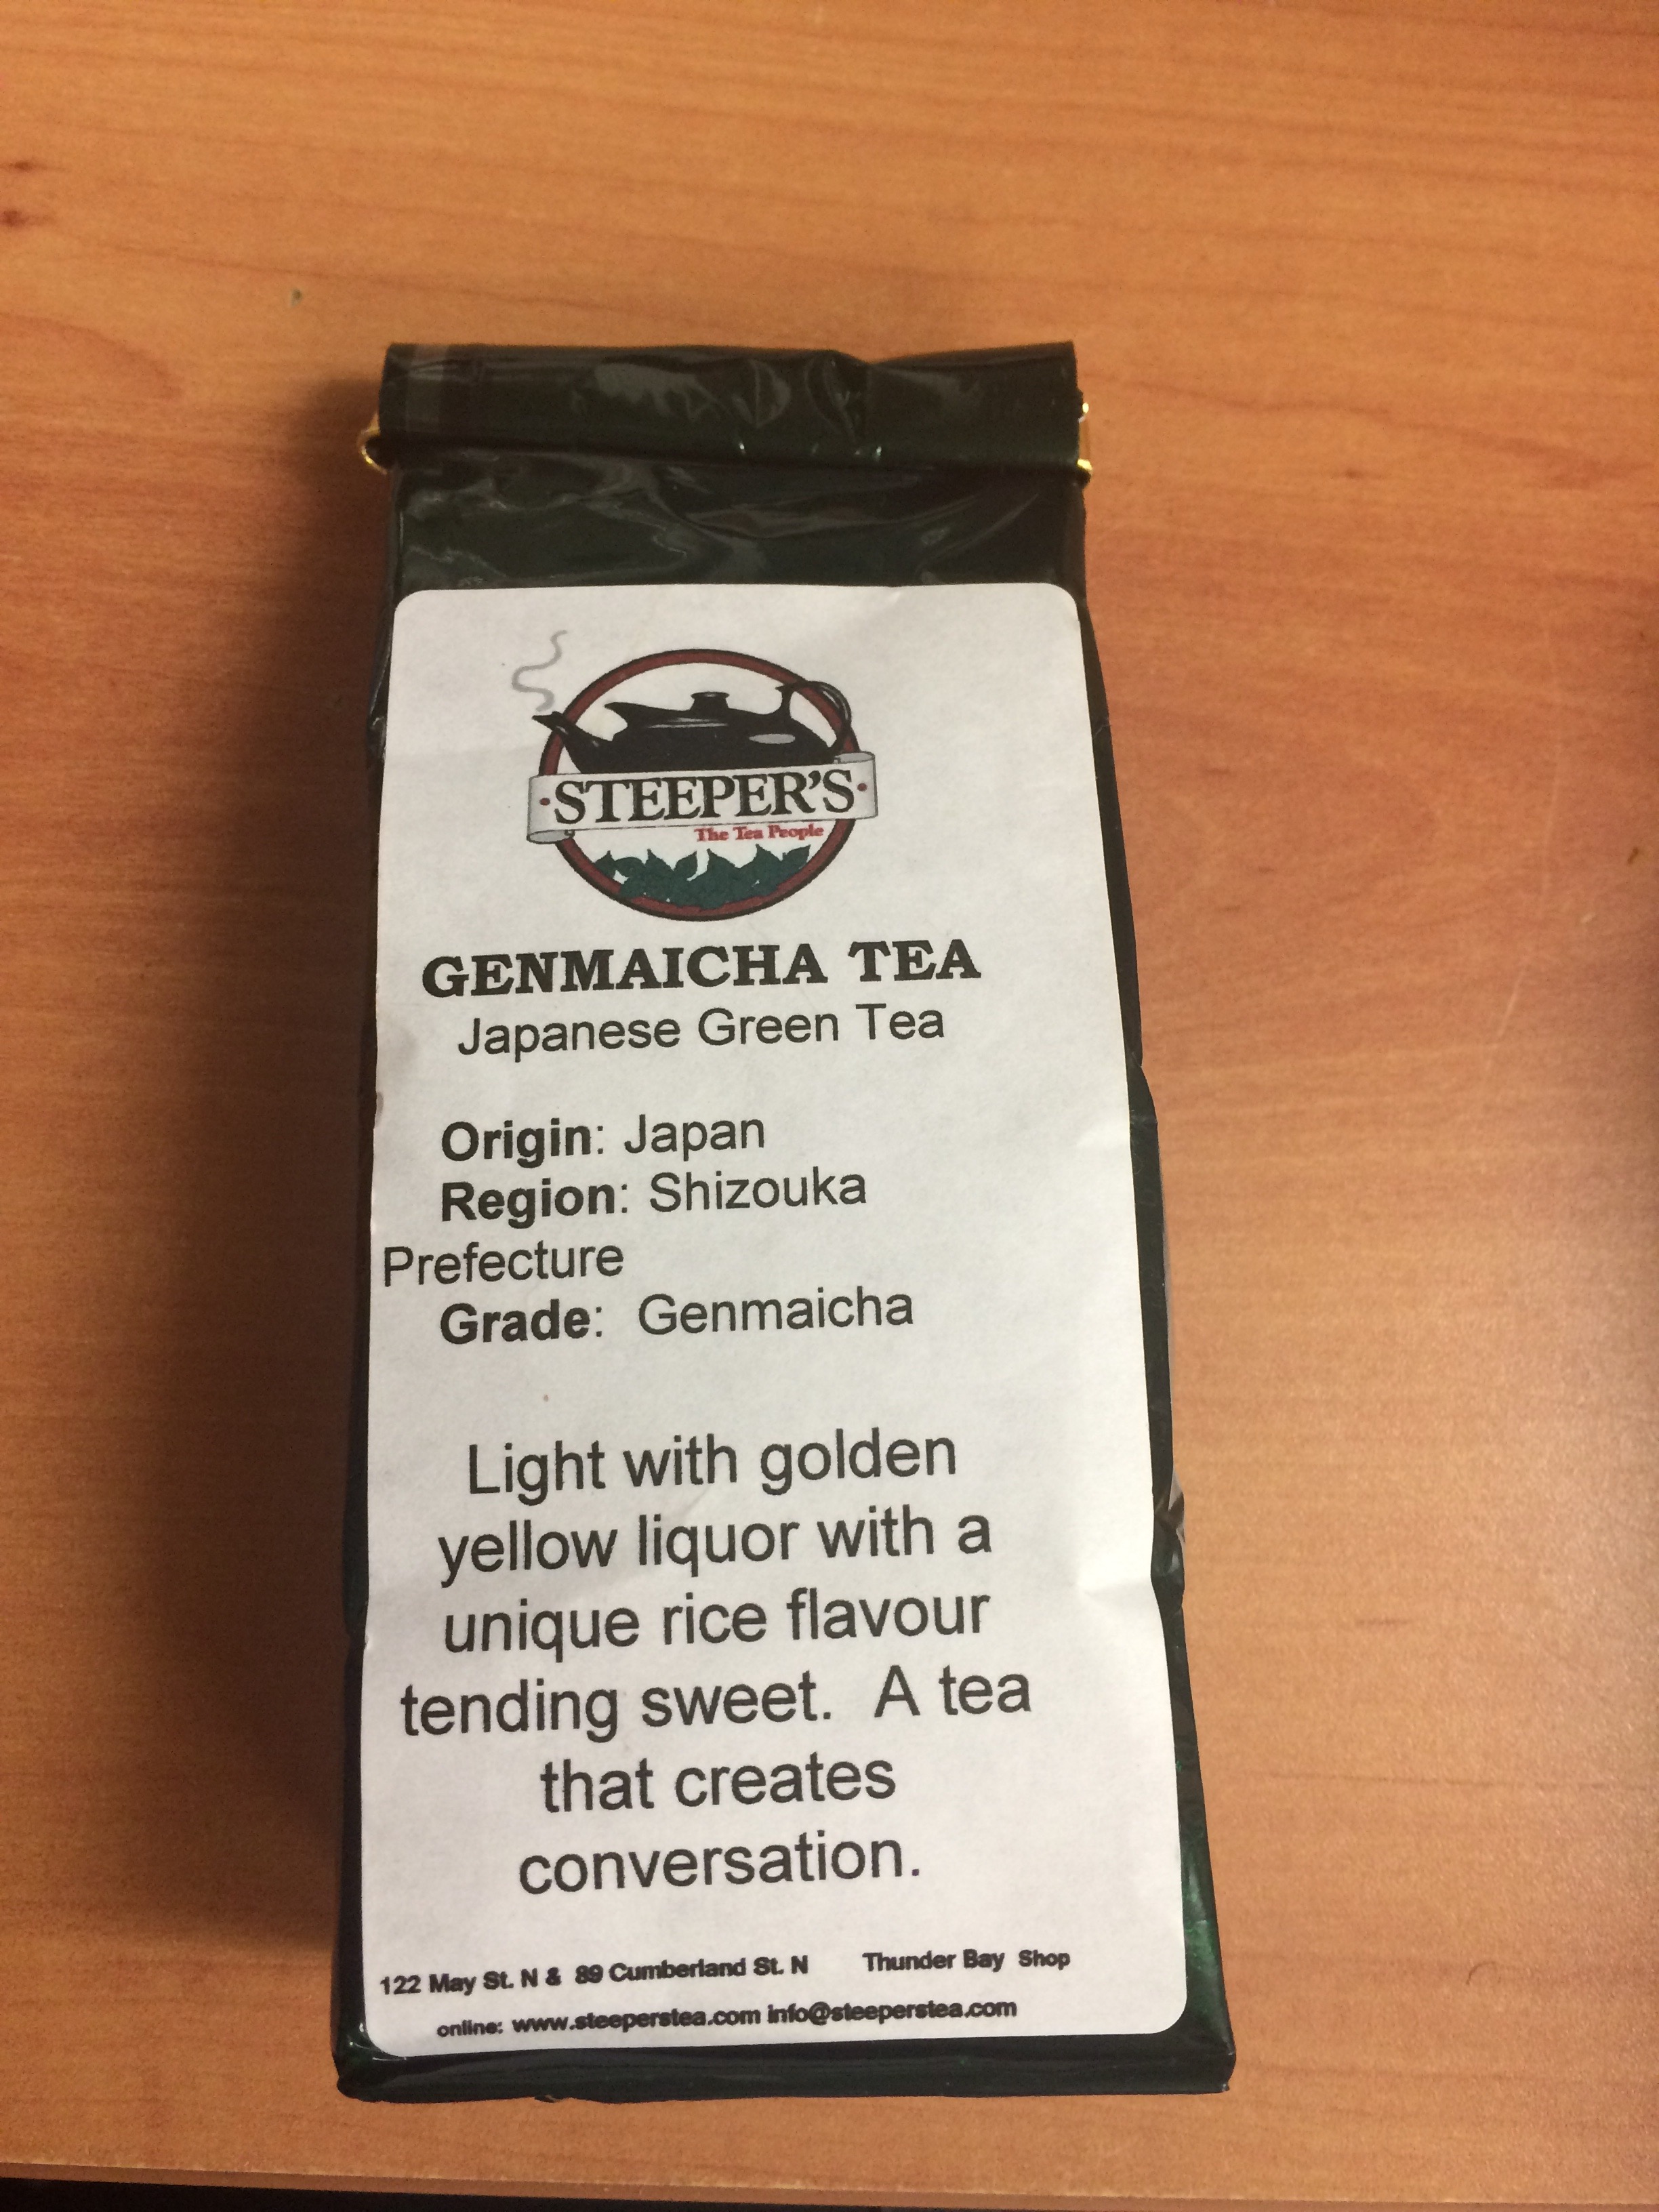 ·STEEPER'S·
The Tea People
GENMAICHA TEA
Japanese Green Tea
Origin: Japan
Region: Shizouka
Prefecture
Grade: Genmaicha
Light with golden
yellow liquor with a
unique rice flavour
tending sweet. A tea
that creates
conversation.
122 May St. N & 89 Cumberland St. N Thunder Bay Shop
online: www.steeperstea.com info@steeperstea.com